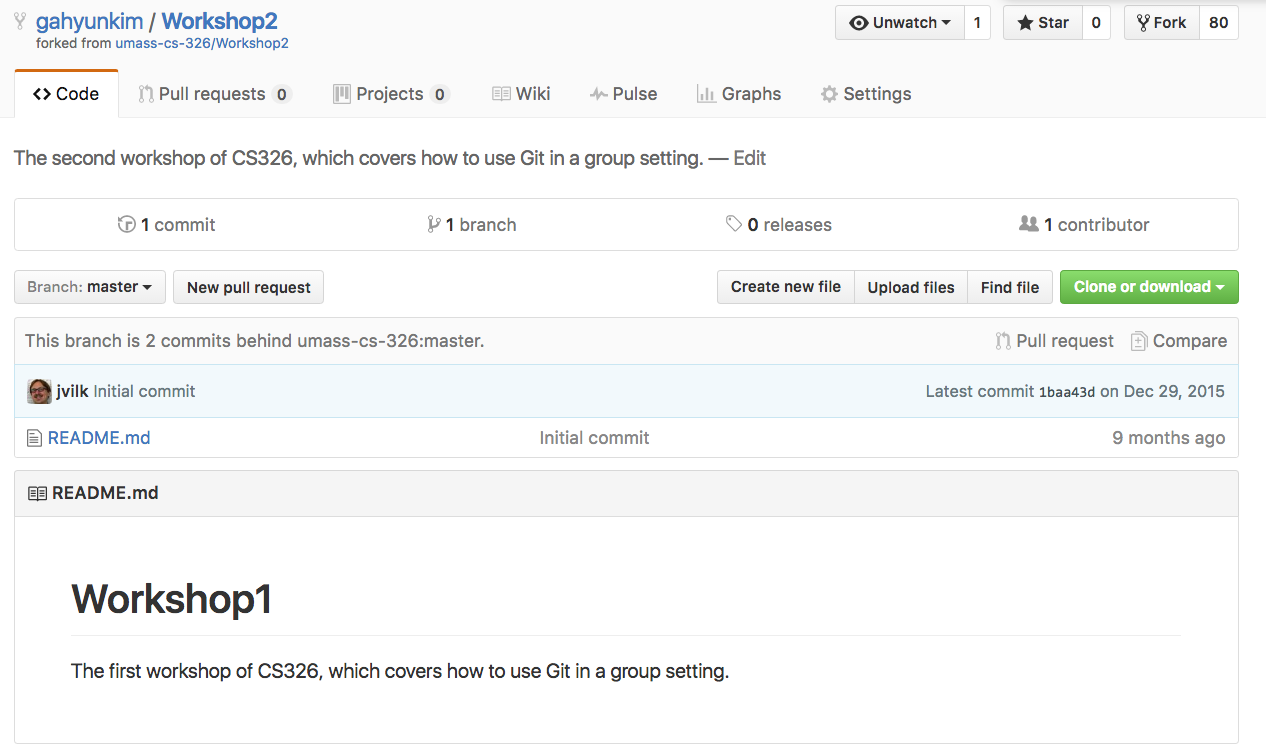 gahyunkim / Workshop2
forked from umass-cs-326/Workshop2
Unwatch 1 Star 0 Fork 80
Code Pull requests 0 Projects 0 Wiki Pulse Graphs Settings
The second workshop of CS326, which covers how to use Git in a group setting. — Edit
1 commit 1 branch 0 releases 1 contributor
Branch: master New pull request Create new file Upload files Find file Clone or download
This branch is 2 commits behind umass-cs-326:master. Pull request Compare
jvilk Initial commit Latest commit 1baa43d on Dec 29, 2015
README.md Initial commit 9 months ago
README.md
Workshop1
The first workshop of CS326, which covers how to use Git in a group setting.